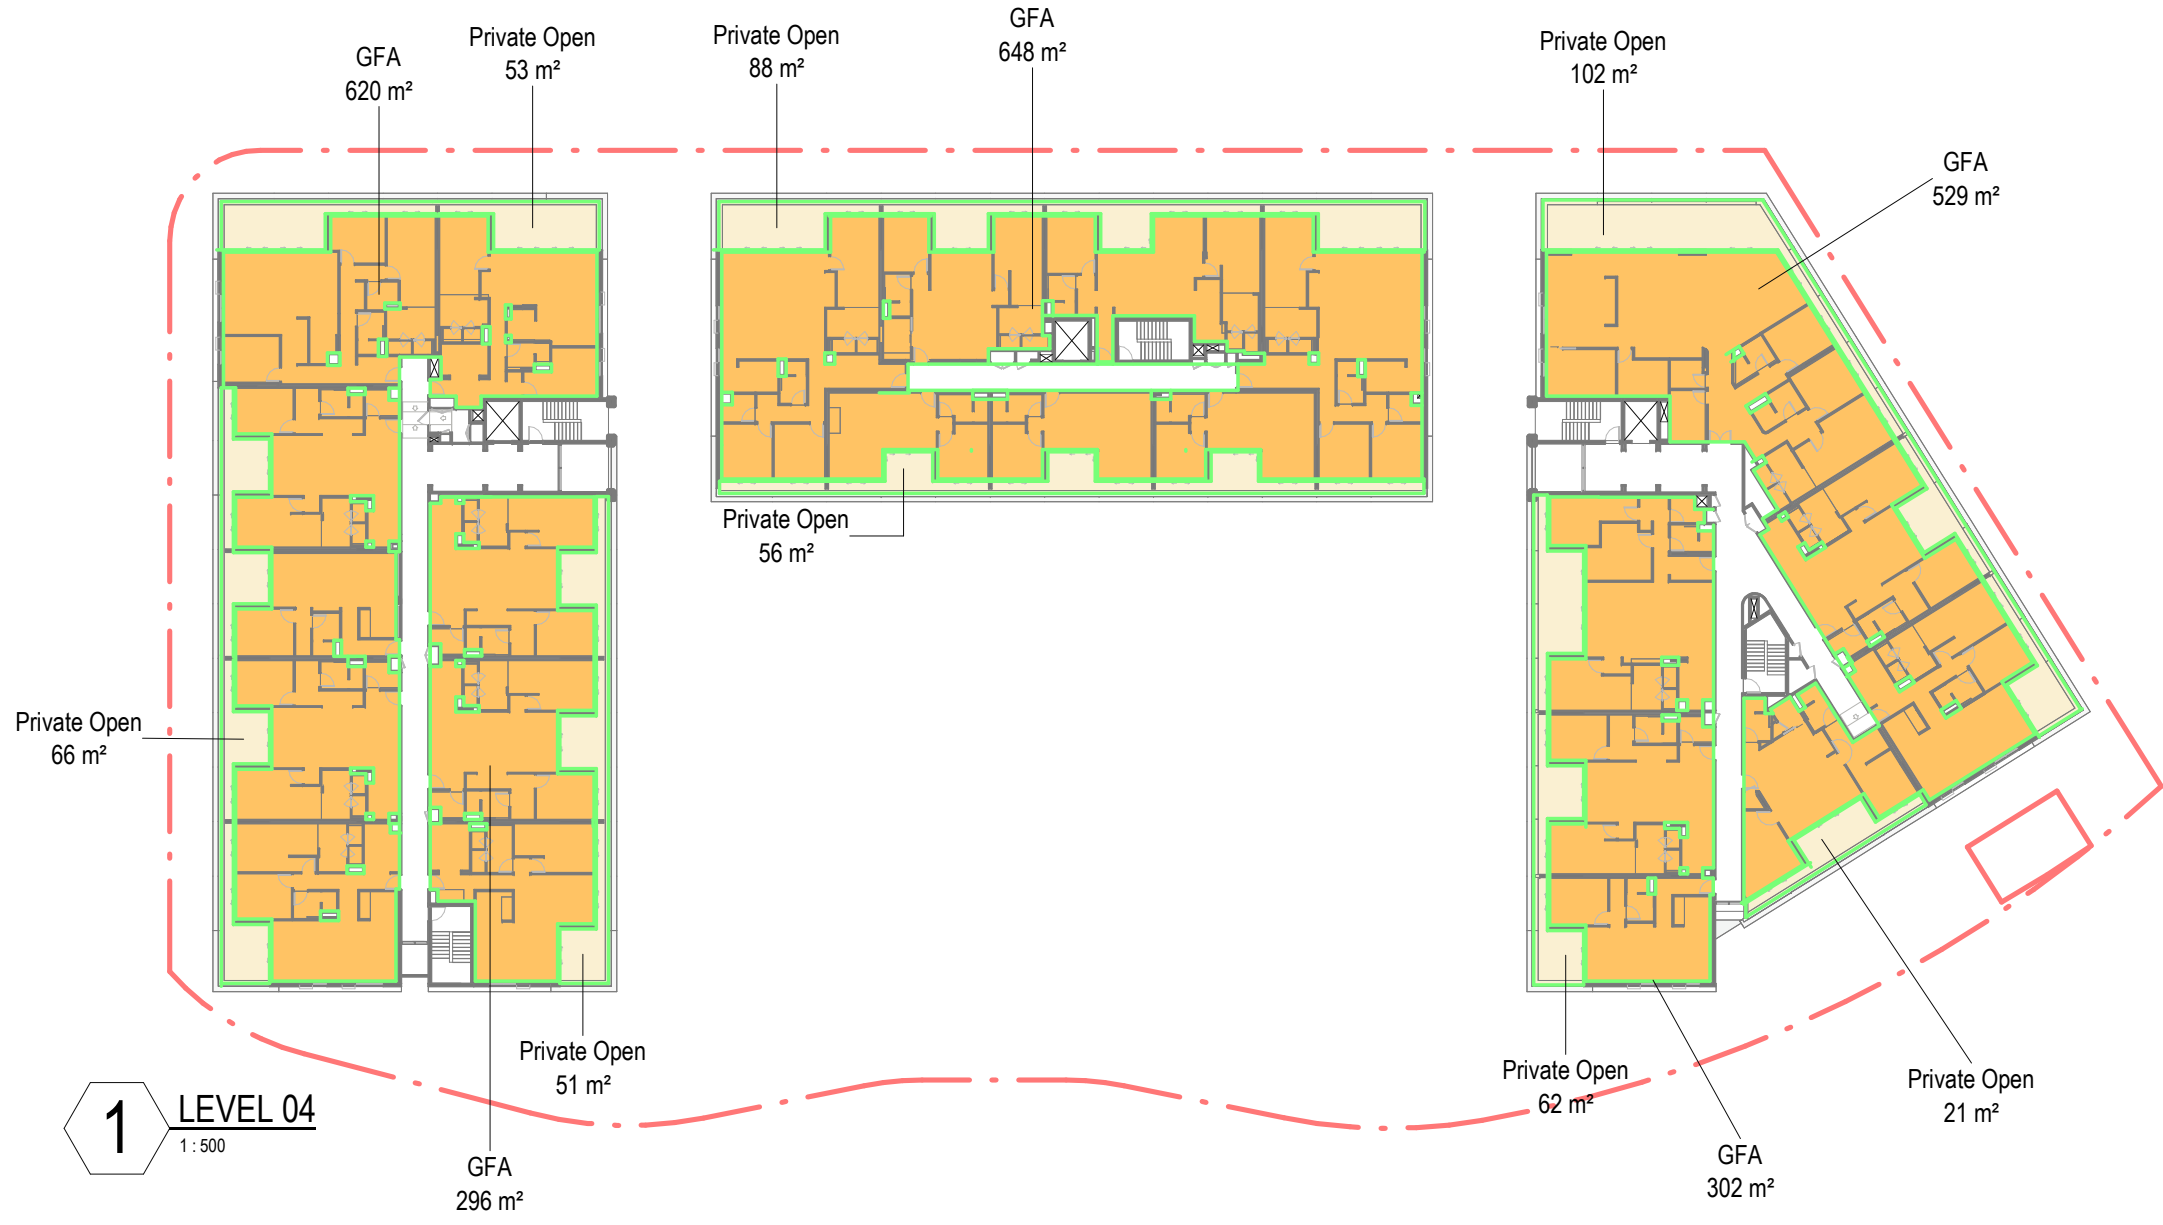 GFA
620 m²
Private Open
53 m²
Private Open
88 m²
GFA
648 m²
Private Open
102 m²
GFA
529 m²
Private Open
56 m²
Private Open
66 m²
Private Open
51 m²
GFA
296 m²
Private Open
62 m²
GFA
302 m²
Private Open
21 m²
1
LEVEL 04
1 : 500